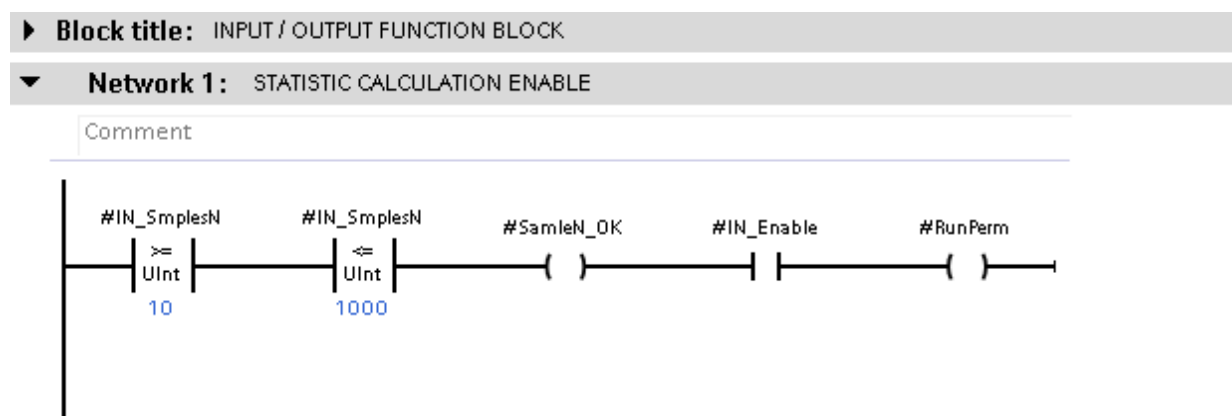 Block title: INPUT / OUTPUT FUNCTION BLOCK
Network 1: STATISTIC CALCULATION ENABLE
Comment
#IN_SmplesN #IN_SmplesN #SamleN_OK #IN_Enable #RunPerm
>= <=
UInt UInt
10 1000